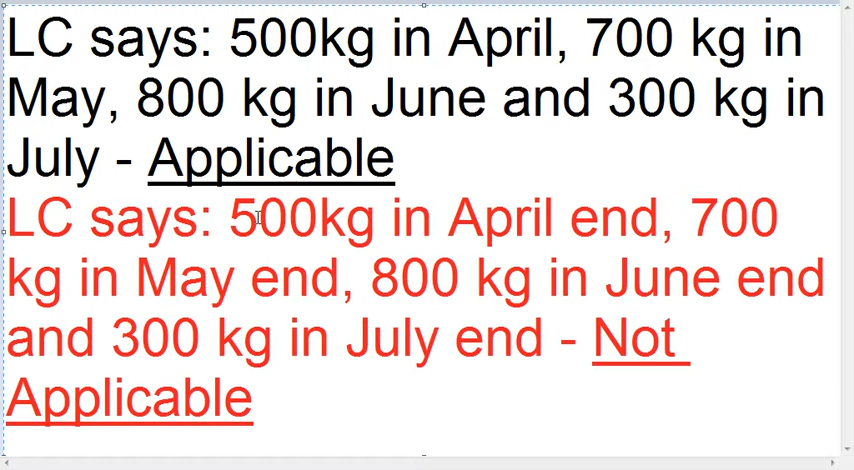 LC says: 500kg in April, 700 kg in
May, 800 kg in June and 300 kg in
July - Applicable
LC says: 500kg in April end, 700
kg in May end, 800 kg in June end
and 300 kg in July end - Not
Applicable